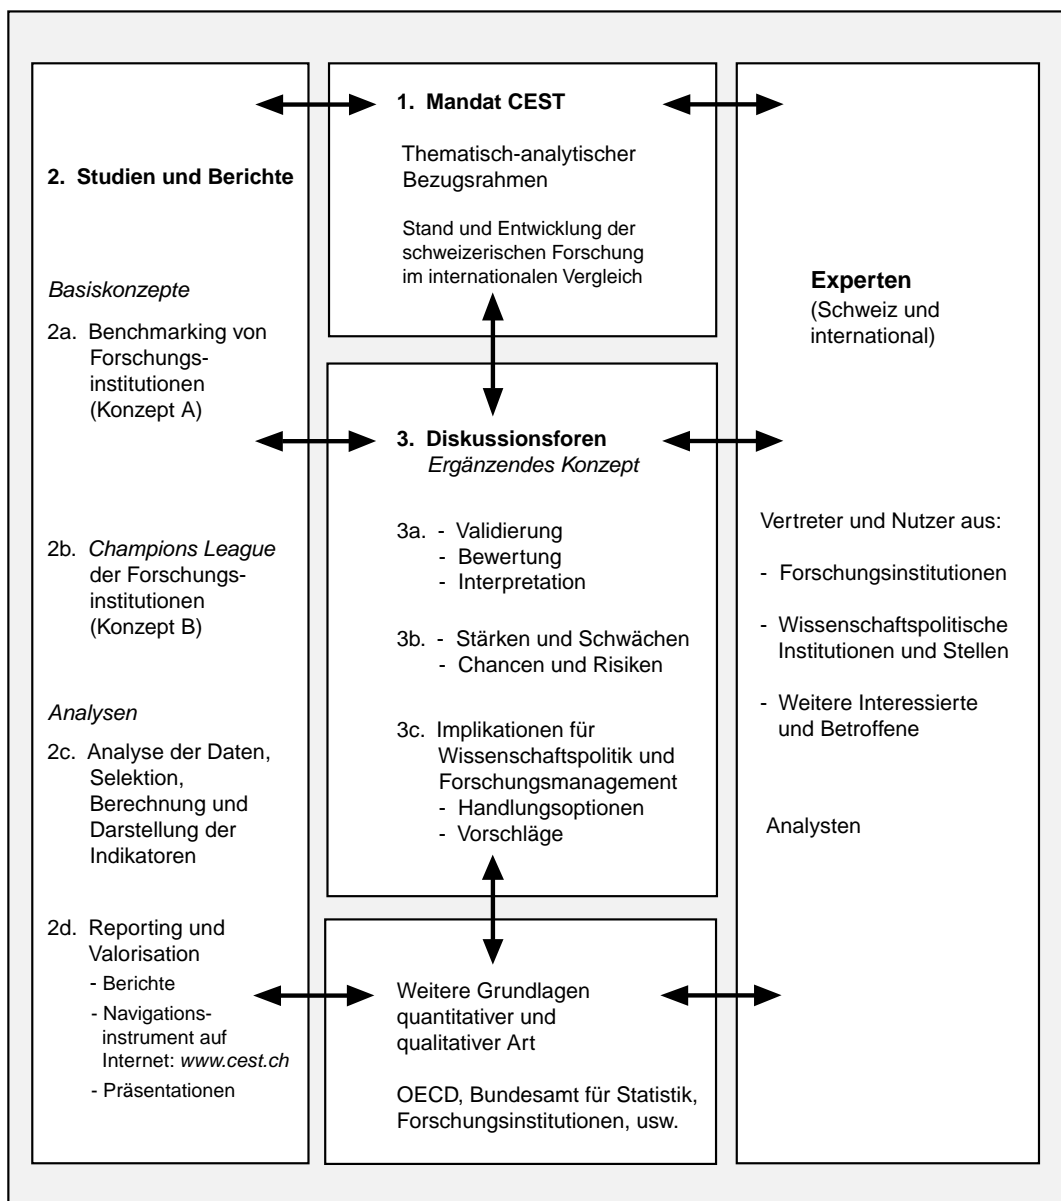 2. Studien und Berichte
Basiskonzepte
2a. Benchmarking von
Forschungs-
institutionen
(Konzept A)
2b. Champions League
der Forschungs-
institutionen
(Konzept B)
Analysen
2c. Analyse der Daten,
Selektion,
Berechnung und
Darstellung der
Indikatoren
2d. Reporting und
Valorisation
- Berichte
- Navigations-
instrument auf
Internet: www.cest.ch
- Präsentationen
1. Mandat CEST
Thematisch-analytischer
Bezugsrahmen
Stand und Entwicklung der
schweizerischen Forschung
im internationalen Vergleich
3. Diskussionsforen
Ergänzendes Konzept
3a. - Validierung
- Bewertung
- Interpretation
3b. - Stärken und Schwächen
- Chancen und Risiken
3c. Implikationen für
Wissenschaftspolitik und
Forschungsmanagement
- Handlungsoptionen
- Vorschläge
Weitere Grundlagen
quantitativer und
qualitativer Art
OECD, Bundesamt für Statistik,
Forschungsinstitutionen, usw.
Experten
(Schweiz und
international)
Vertreter und Nutzer aus:
- Forschungsinstitutionen
- Wissenschaftspolitische
Institutionen und Stellen
- Weitere Interessierte
und Betroffene
Analysten